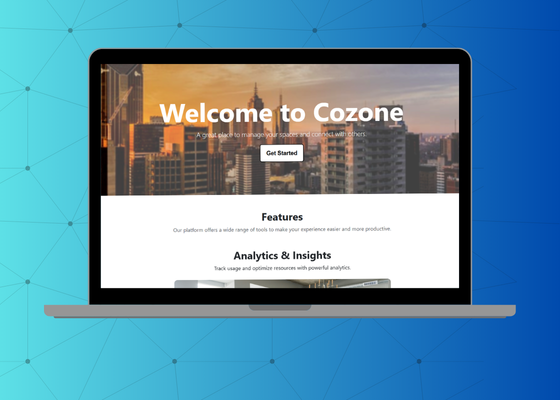 Welcome to Cozone
A great place to manage your spaces and connect with others.
Get Started
Features
Our platform offers a wide range of tools to make your experience easier and more productive.
Analytics & Insights
Track usage and optimize resources with powerful analytics.